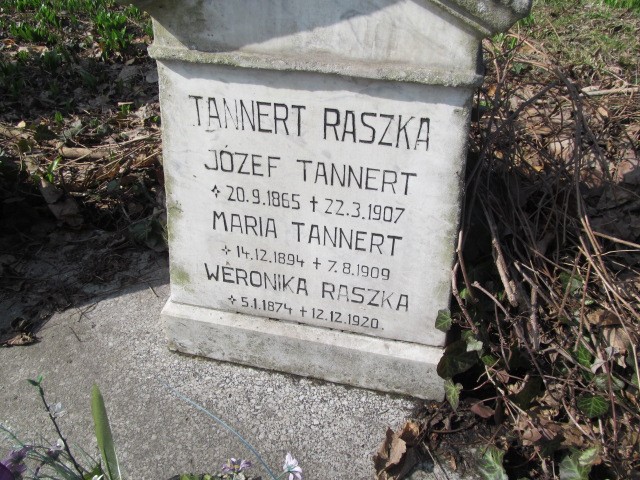 TANNERT RASZKA
JÓZEF TANNERT
* 20.9.1865 † 22.3.1907
MARIA TANNERT
* 14.12.1894 † 7.8.1909
WERONIKA RASZKA
* 5.1.1874 † 12.12.1920.